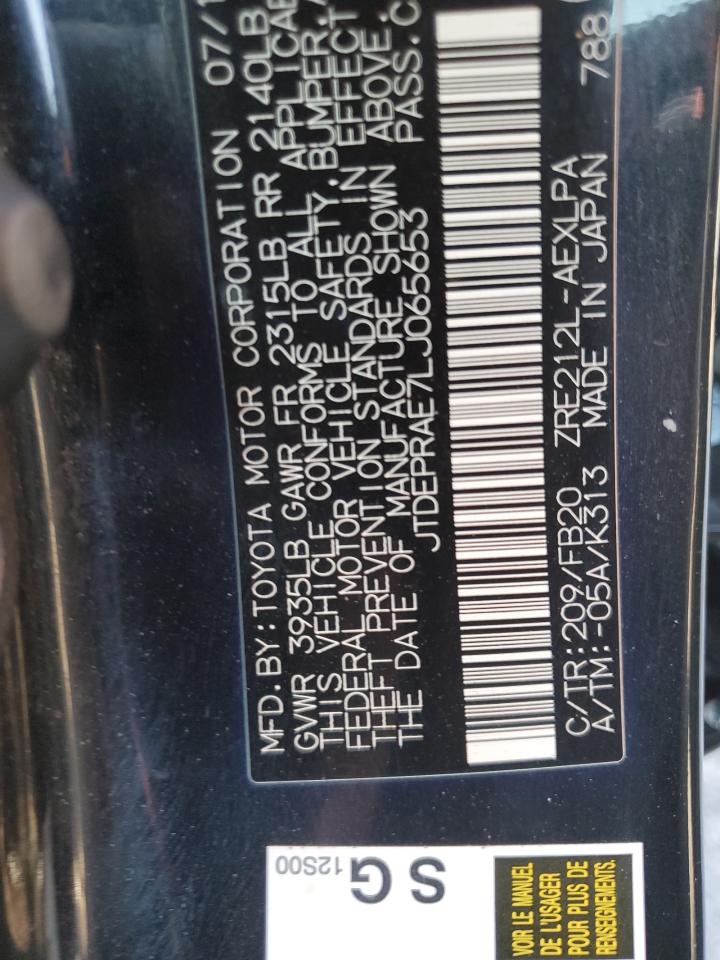 MFD.BY:TOYOTA MOTOR CORPORATION 07/1
GVWR 3935LB GAWR FR 2315LB RR 2140LB
THIS VEHICLE CONFORMS TO ALL APPLICAB
FEDERAL MOTOR VEHICLE SAFETY,BUMPER,
THEFT PREVENTION STANDARDS IN EFFECT
THE DATE OF MANUFACTURE SHOWN ABOVE.
JTDEPRAE7LJ065653 PASS.C
C/TR:209/FB20 ZRE212L-AEXLPA
A/TM:-05A/K313 MADE IN JAPAN 788
S G
12S00
VOIR LE MANUEL
DE L'USAGER
POUR PLUS DE
RENSEIGNEMENTS.